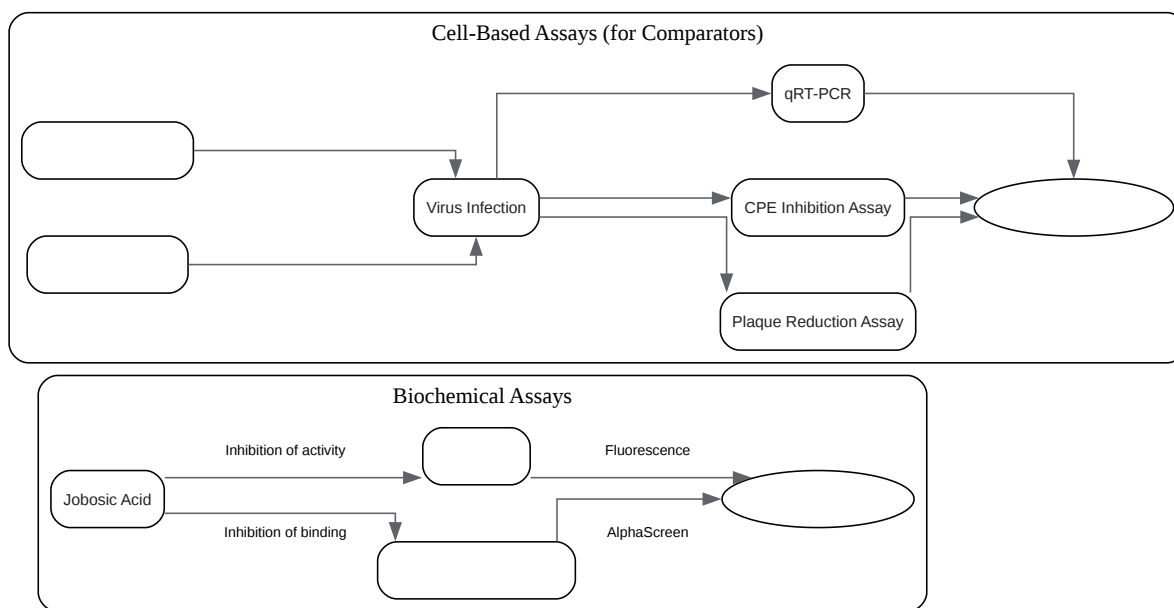 Cell-Based Assays (for Comparators)
qRT-PCR
Virus Infection
CPE Inhibition Assay
Plaque Reduction Assay
Biochemical Assays
Inhibition of activity
Fluorescence
Jobosic Acid
Inhibition of binding
AlphaScreen